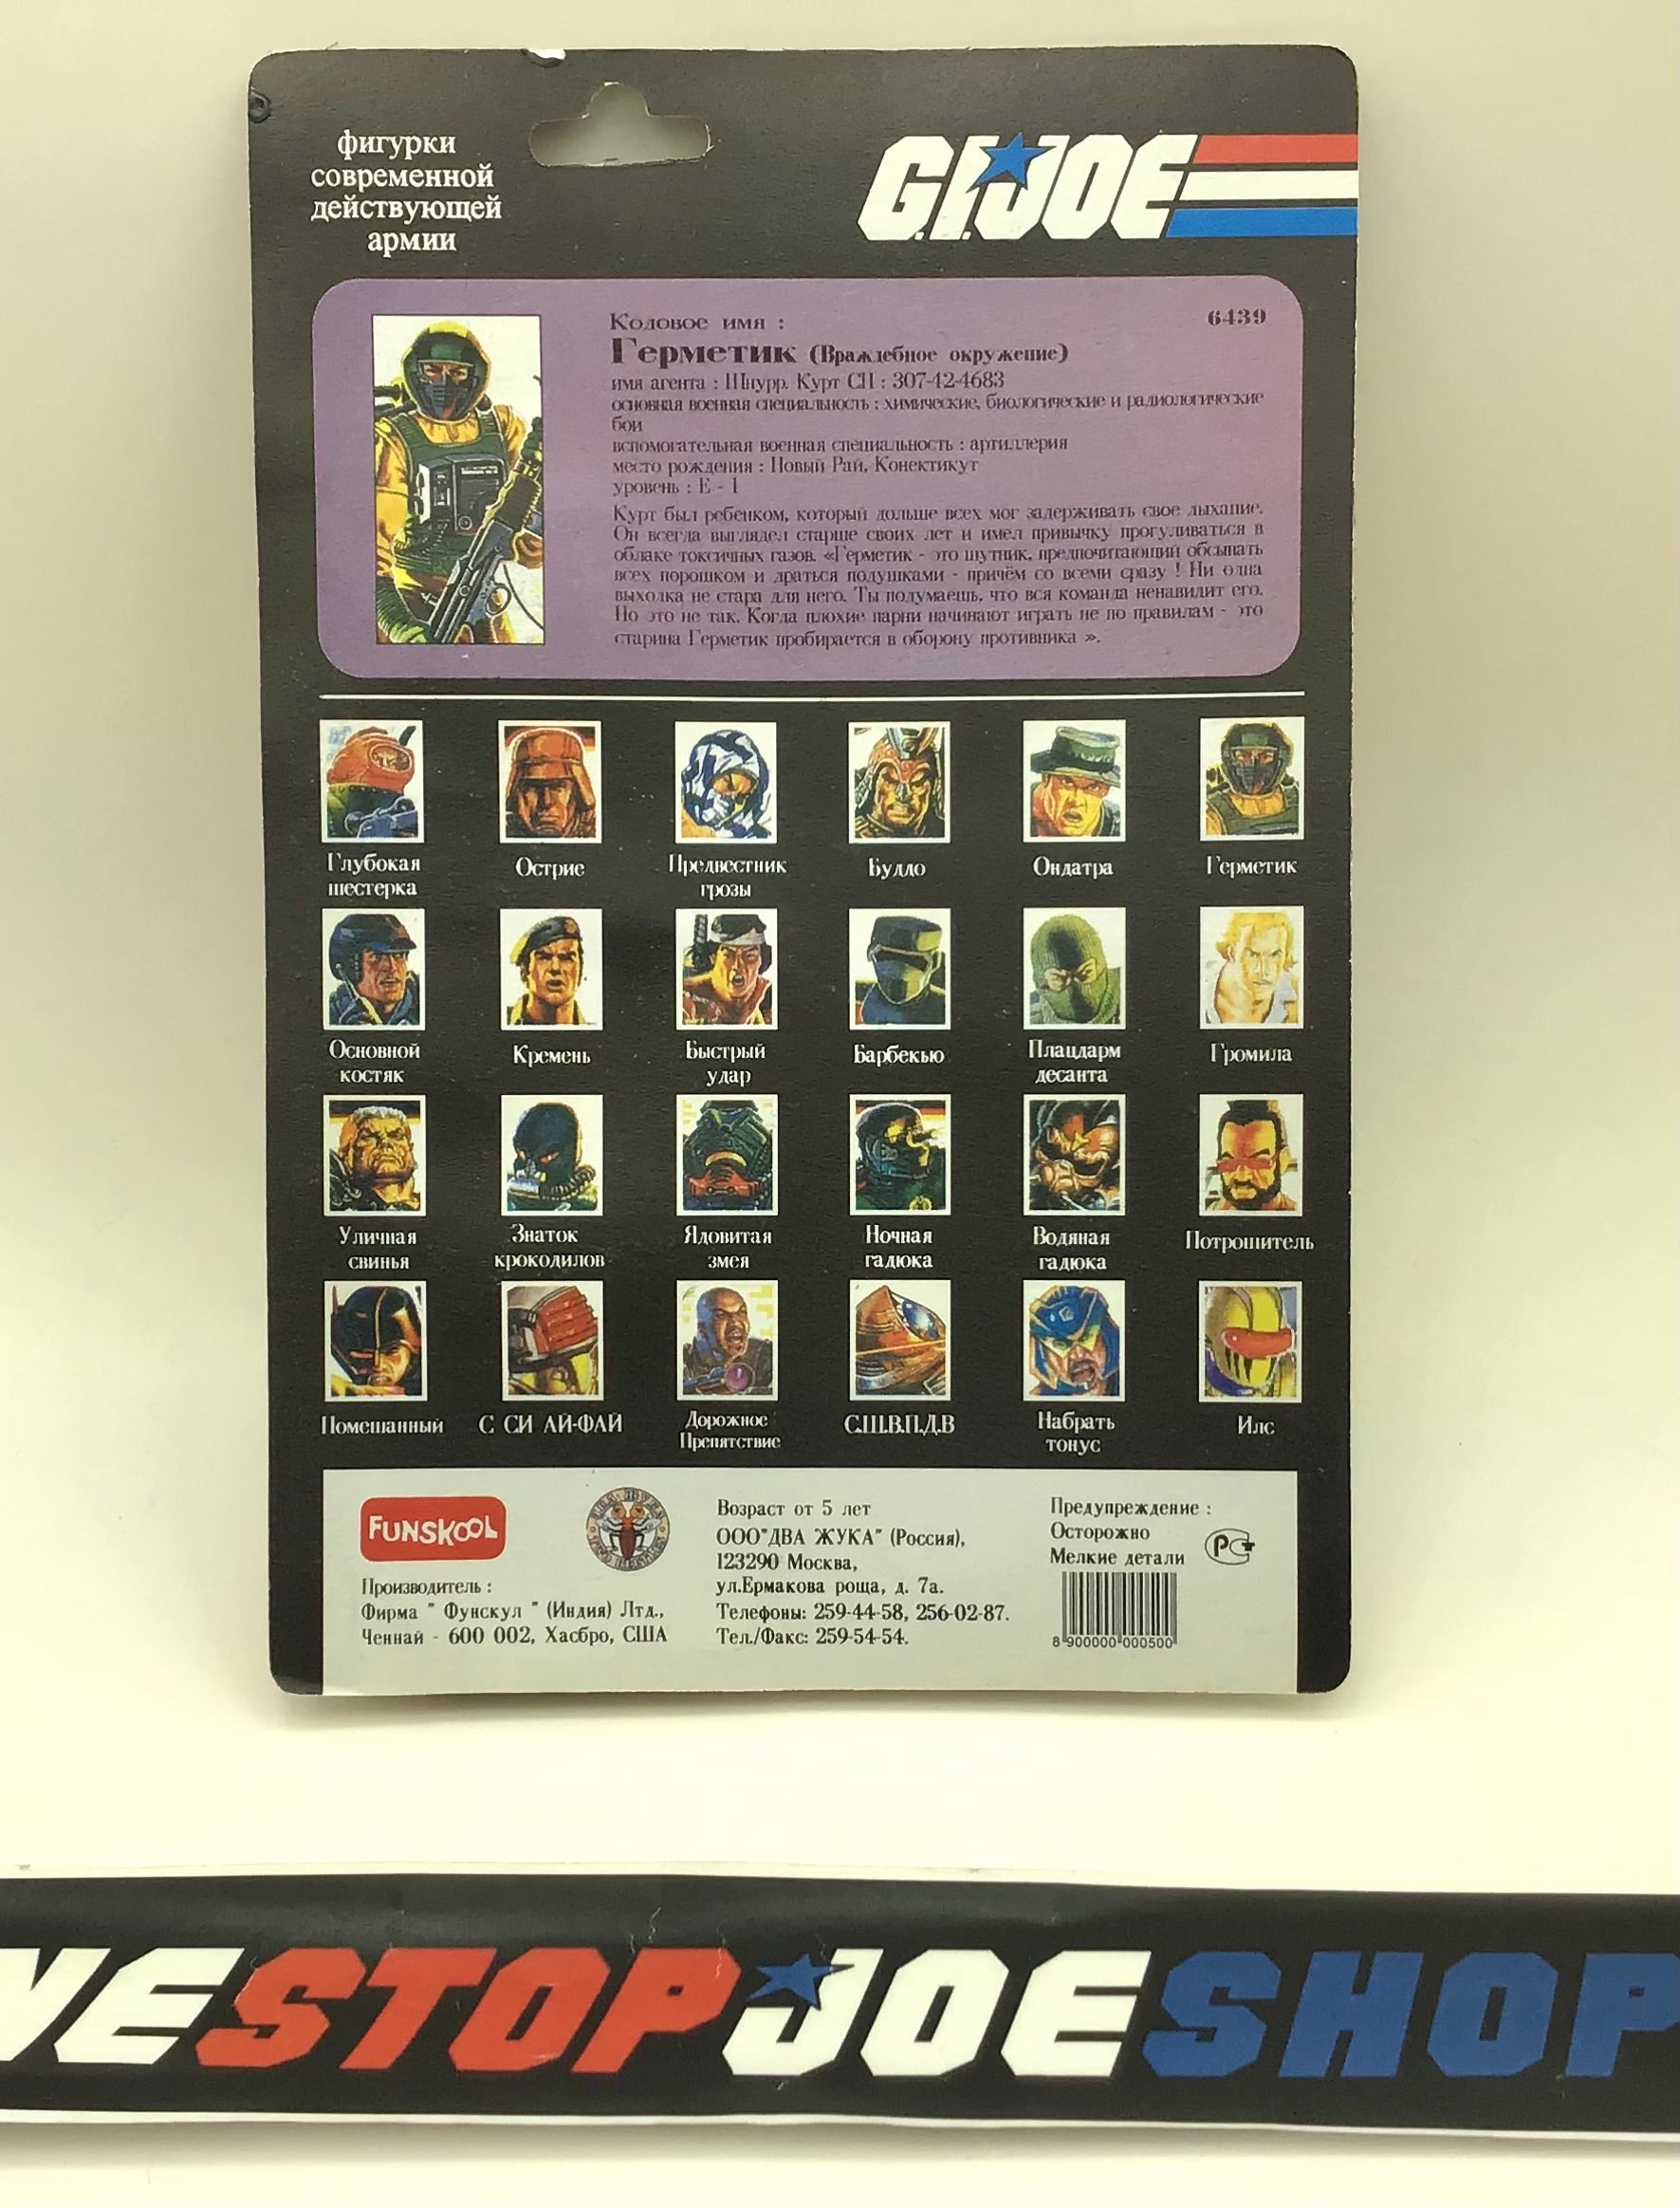 фигурки
современной
действующей
армии
G.I.JOE
6439
Кодовое имя :
Герметик (Враждебное окружение)
имя агента : Шнурр. Курт СН : 307-42-4683
основная военная специальность : химические, биологические и радиологические
бои
вспомогательная военная специальность : артиллерия
место рождения : Новый Рай, Конектикут
уровень : Е - 1
Курт был ребенком, который дольше всех мог задерживать свое дыхание.
Он всегда выглядел старше своих лет и имел привычку прогуливаться в
облаке токсичных газов. «Герметик - это шутник, предпочитающий обсыпать
всех порошком и драться подушками - причём со всеми сразу ! Ни одна
выходка не стара для него. Ты подумаешь, что вся команда ненавидит его.
Но это не так. Когда плохие парни начинают играть не по правилам - это
старина Герметик пробирается в оборону противника ».
Глубокая
шестерка
Острие
Предвестник
грозы
Буддо
Ондатра
Герметик
Основной
костяк
Кремень
Быстрый
удар
Барбекью
Плацдарм
десанта
Громила
Уличная
свинья
Знаток
крокодилов
Ядовитая
змея
Ночная
гадюка
Водяная
гадюка
Потрошитель
Помешанный
С СИ АЙ-ФАЙ
Дорожное
Препятствие
С.Ш.В.П.Д.В
Набрать
тонус
Илс
FUNSKOOL
Производитель :
Фирма " Фунскул " (Индия) Лтд.,
Ченнай - 600 002, Хасбро, США
Возраст от 5 лет
ООО"ДВА ЖУКА" (Россия),
123290 Москва,
ул.Ермакова роща, д. 7а.
Телефоны: 259-44-58, 256-02-87.
Тел./Факс: 259-54-54.
Предупреждение :
Осторожно
Мелкие детали
8 900000 000500
NESTOPJOESHOP